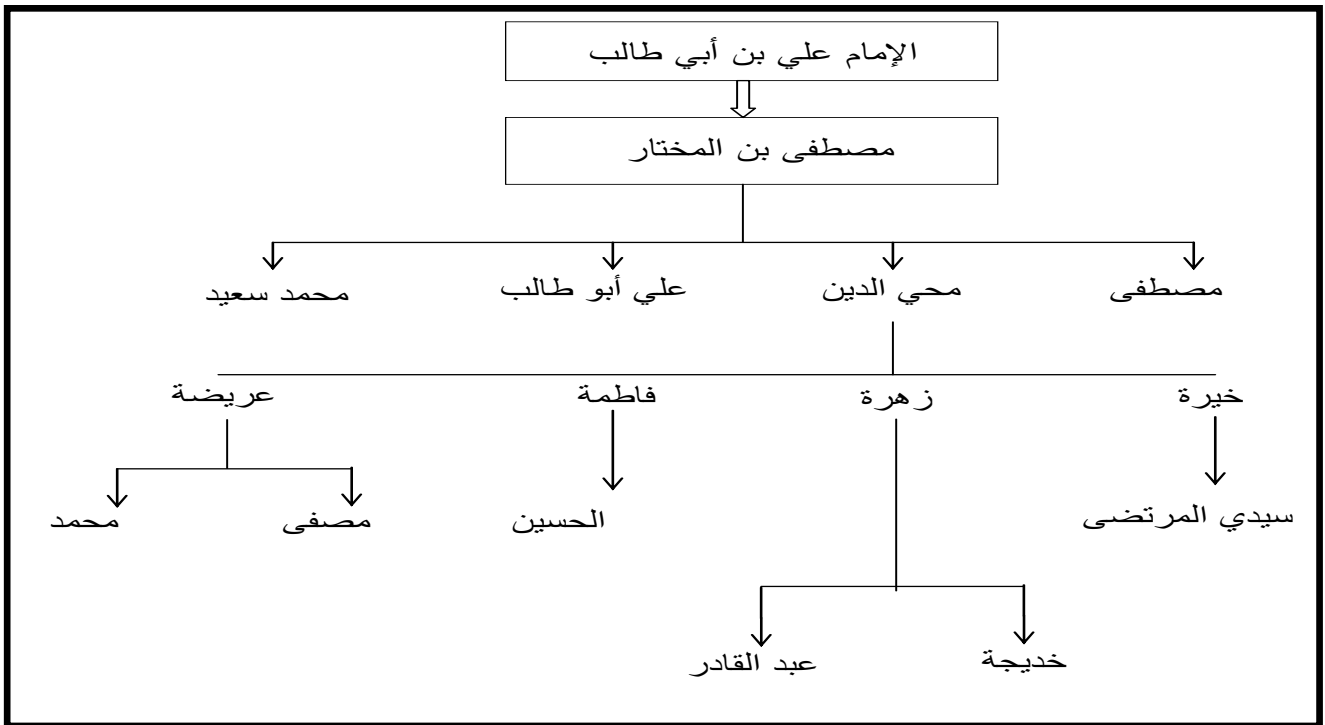 الإمام علي بن أبي طالب
مصطفى بن المختار
مصطفى محي الدين علي أبو طالب محمد سعيد
خيرة زهرة فاطمة عريضة
سيدي المرتضى الحسين مصفى محمد
خديجة عبد القادر